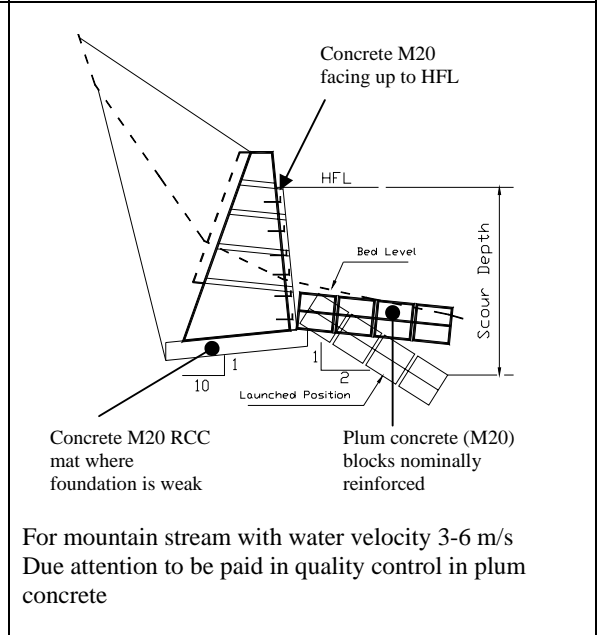 Concrete M20
facing up to HFL
HFL
Bed Level
Scour Depth
1
10
1
2
Launched Position
Concrete M20 RCC
mat where
foundation is weak
Plum concrete (M20)
blocks nominally
reinforced
For mountain stream with water velocity 3-6 m/s
Due attention to be paid in quality control in plum
concrete